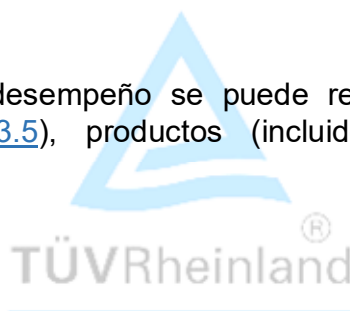 desempeño se puede re
3.5), productos (incluid
®
TÜVRheinland